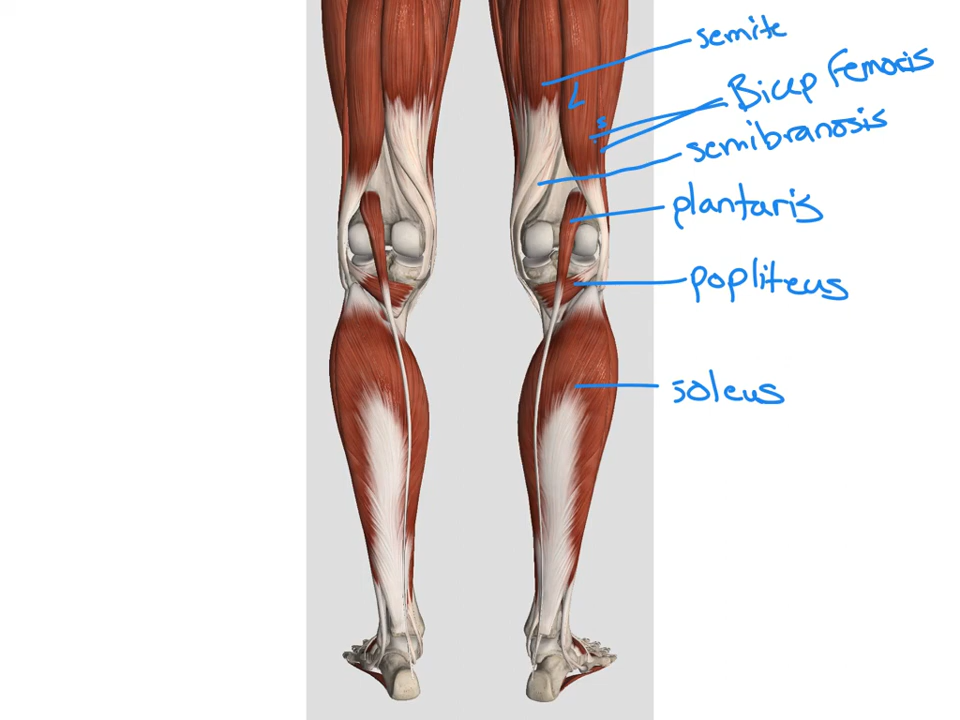 semite
Bicep Femoris
L
s
semibranosis
plantaris
popliteus
soleus